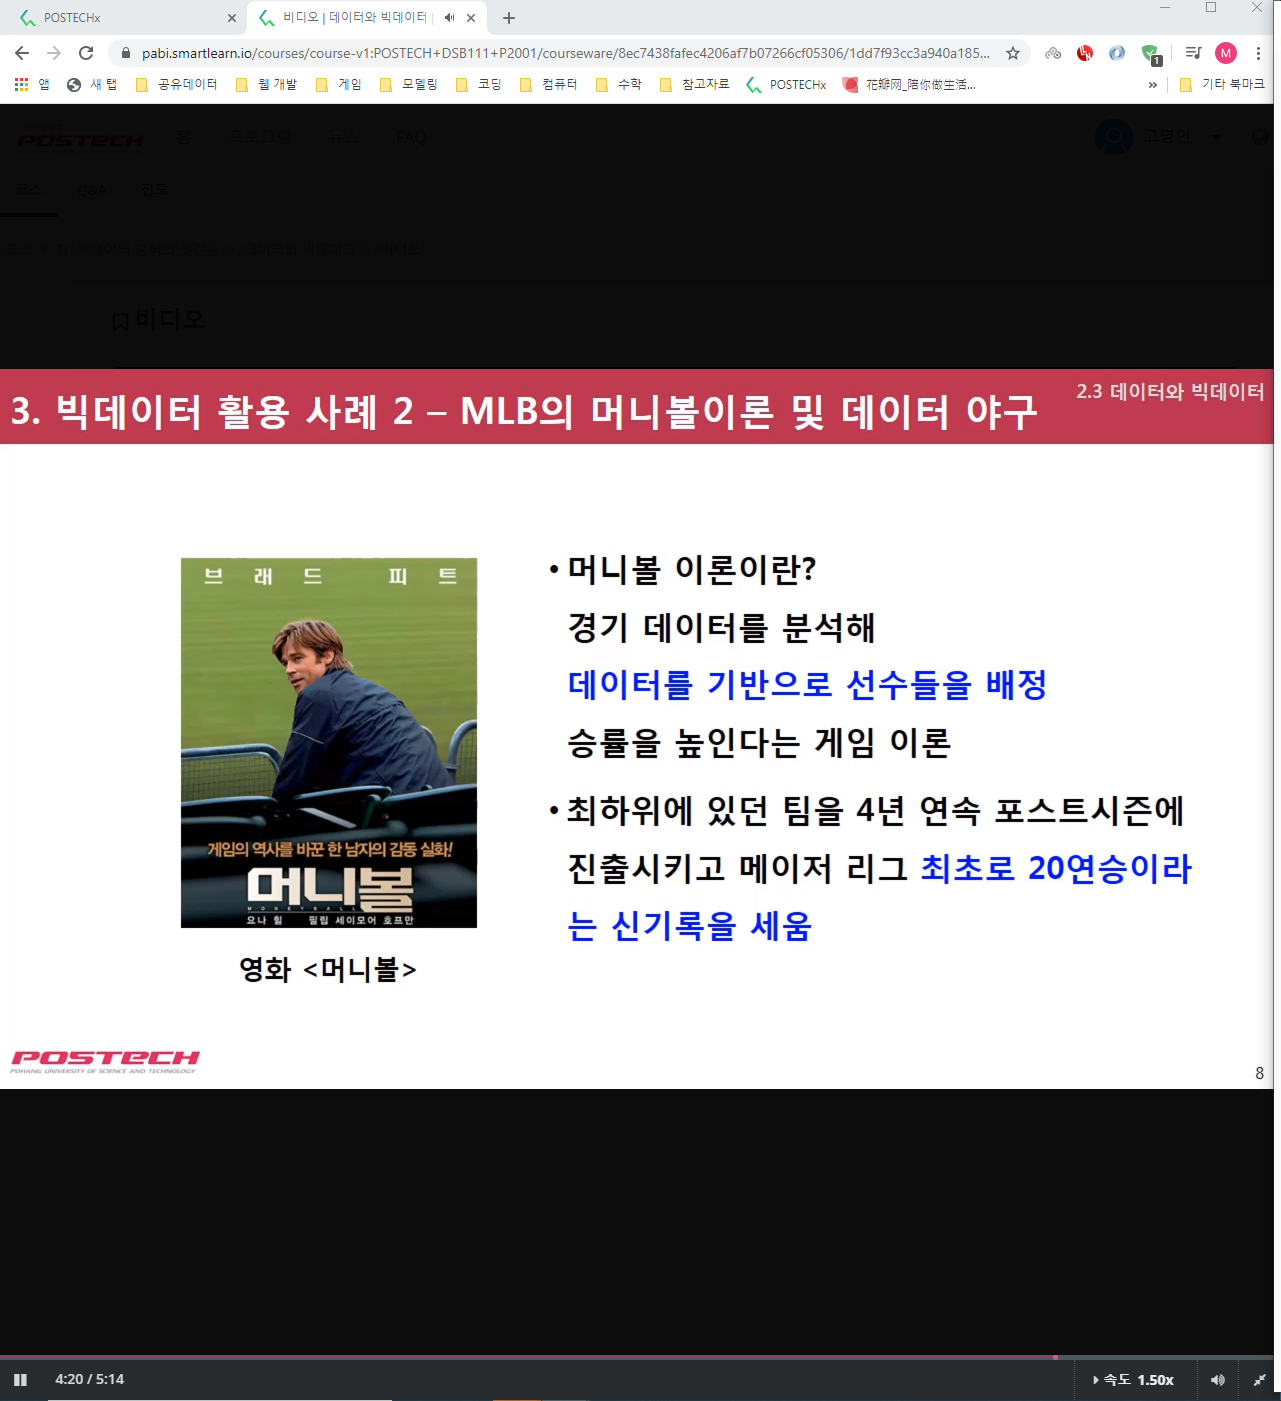 POSTECHx
비디오 | 데이터와 빅데이터 |
pabi.smartlearn.io/courses/course-v1:POSTECH+DSB111+P2001/courseware/8ec7438fafec4206af7b07266cf05306/1dd7f93cc3a940a185...
1
M
앱 새 탭 공유데이터 웹 개발 게임 모델링 코딩 컴퓨터 수학 참고자료 POSTECHx 花瓣网_陪你做生活... » 기타 북마크
POSTECH 홈 프로그램 뉴스 FAQ 고명인
코스 Q&A 진도
비디오
2.3 데이터와 빅데이터
3. 빅데이터 활용 사례 2 – MLB의 머니볼이론 및 데이터 야구
브래드 피트
게임의 역사를 바꾼 한 남자의 감동 실화!
머니볼
MONEYBALL
요나 힐 필립 세이모어 호프만
영화 <머니볼>
• 머니볼 이론이란?
경기 데이터를 분석해
데이터를 기반으로 선수들을 배정
승률을 높인다는 게임 이론
• 최하위에 있던 팀을 4년 연속 포스트시즌에
진출시키고 메이저 리그 최초로 20연승이라
는 신기록을 세움
POSTECH
POHANG UNIVERSITY OF SCIENCE AND TECHNOLOGY
8
4:20 / 5:14
속도 1.50x